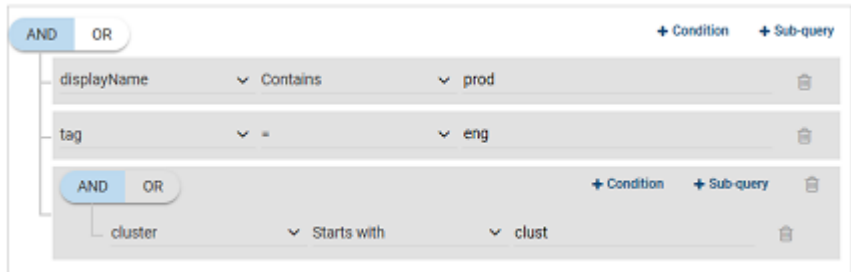 AND OR + Condition + Sub-query
displayName Contains prod
tag = eng
AND OR + Condition + Sub-query
cluster Starts with clust